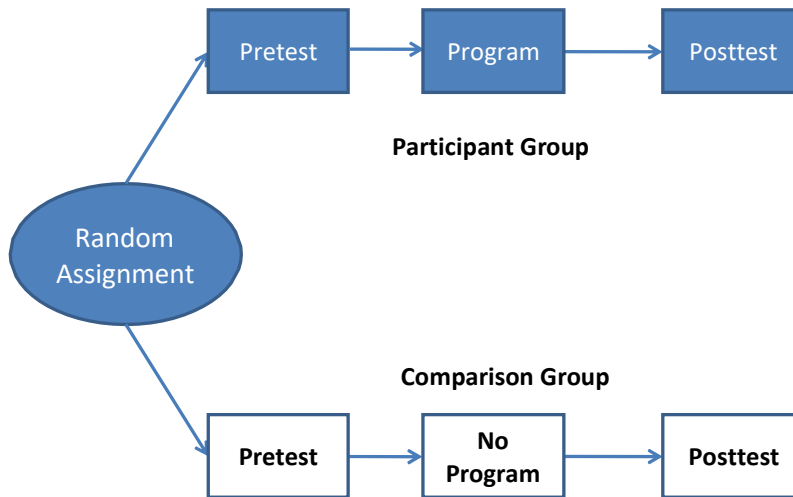 Pretest
Program
Posttest
Participant Group
Random
Assignment
Comparison Group
Pretest
No
Program
Posttest